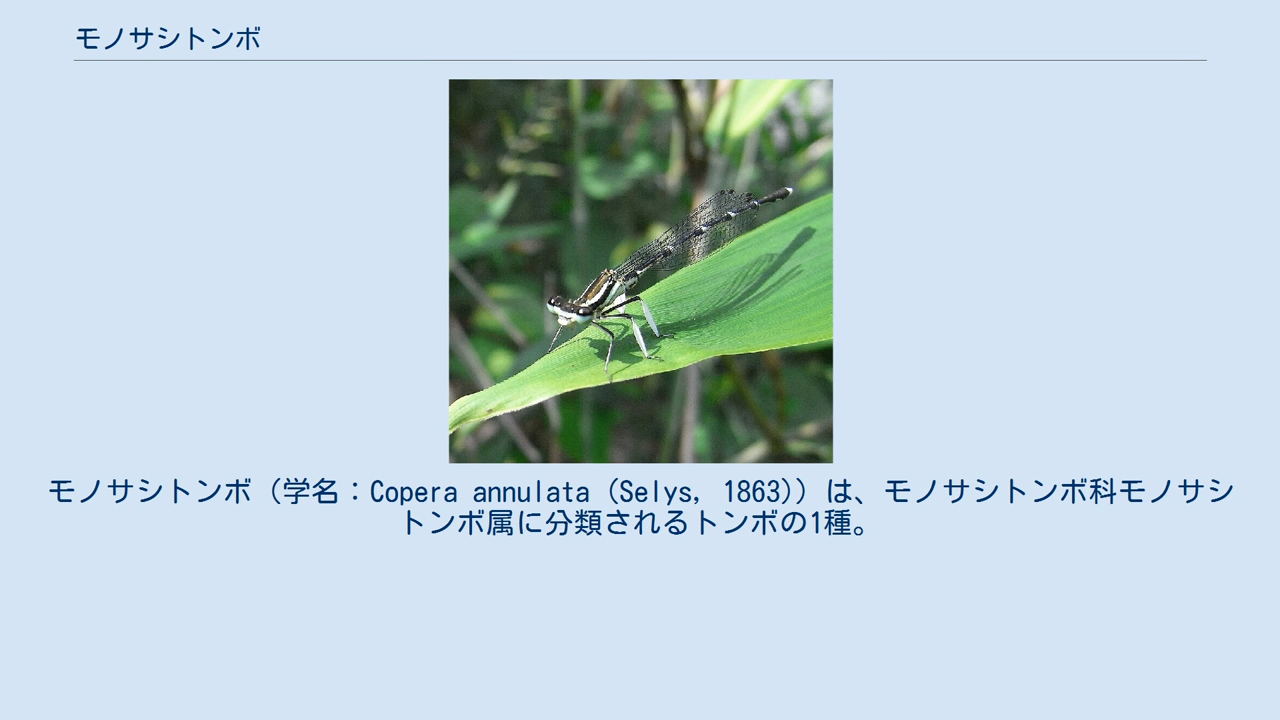 モノサシトンボ
モノサシトンボ（学名：Copera annulata (Selys, 1863)）は、モノサシトンボ科モノサシ
トンボ属に分類されるトンボの1種。